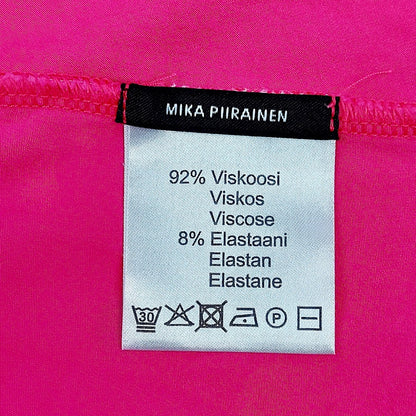 MIKA PIIRAINEN
92% Viskoosi
Viskos
Viscose
8% Elastaani
Elastan
Elastane
30 P